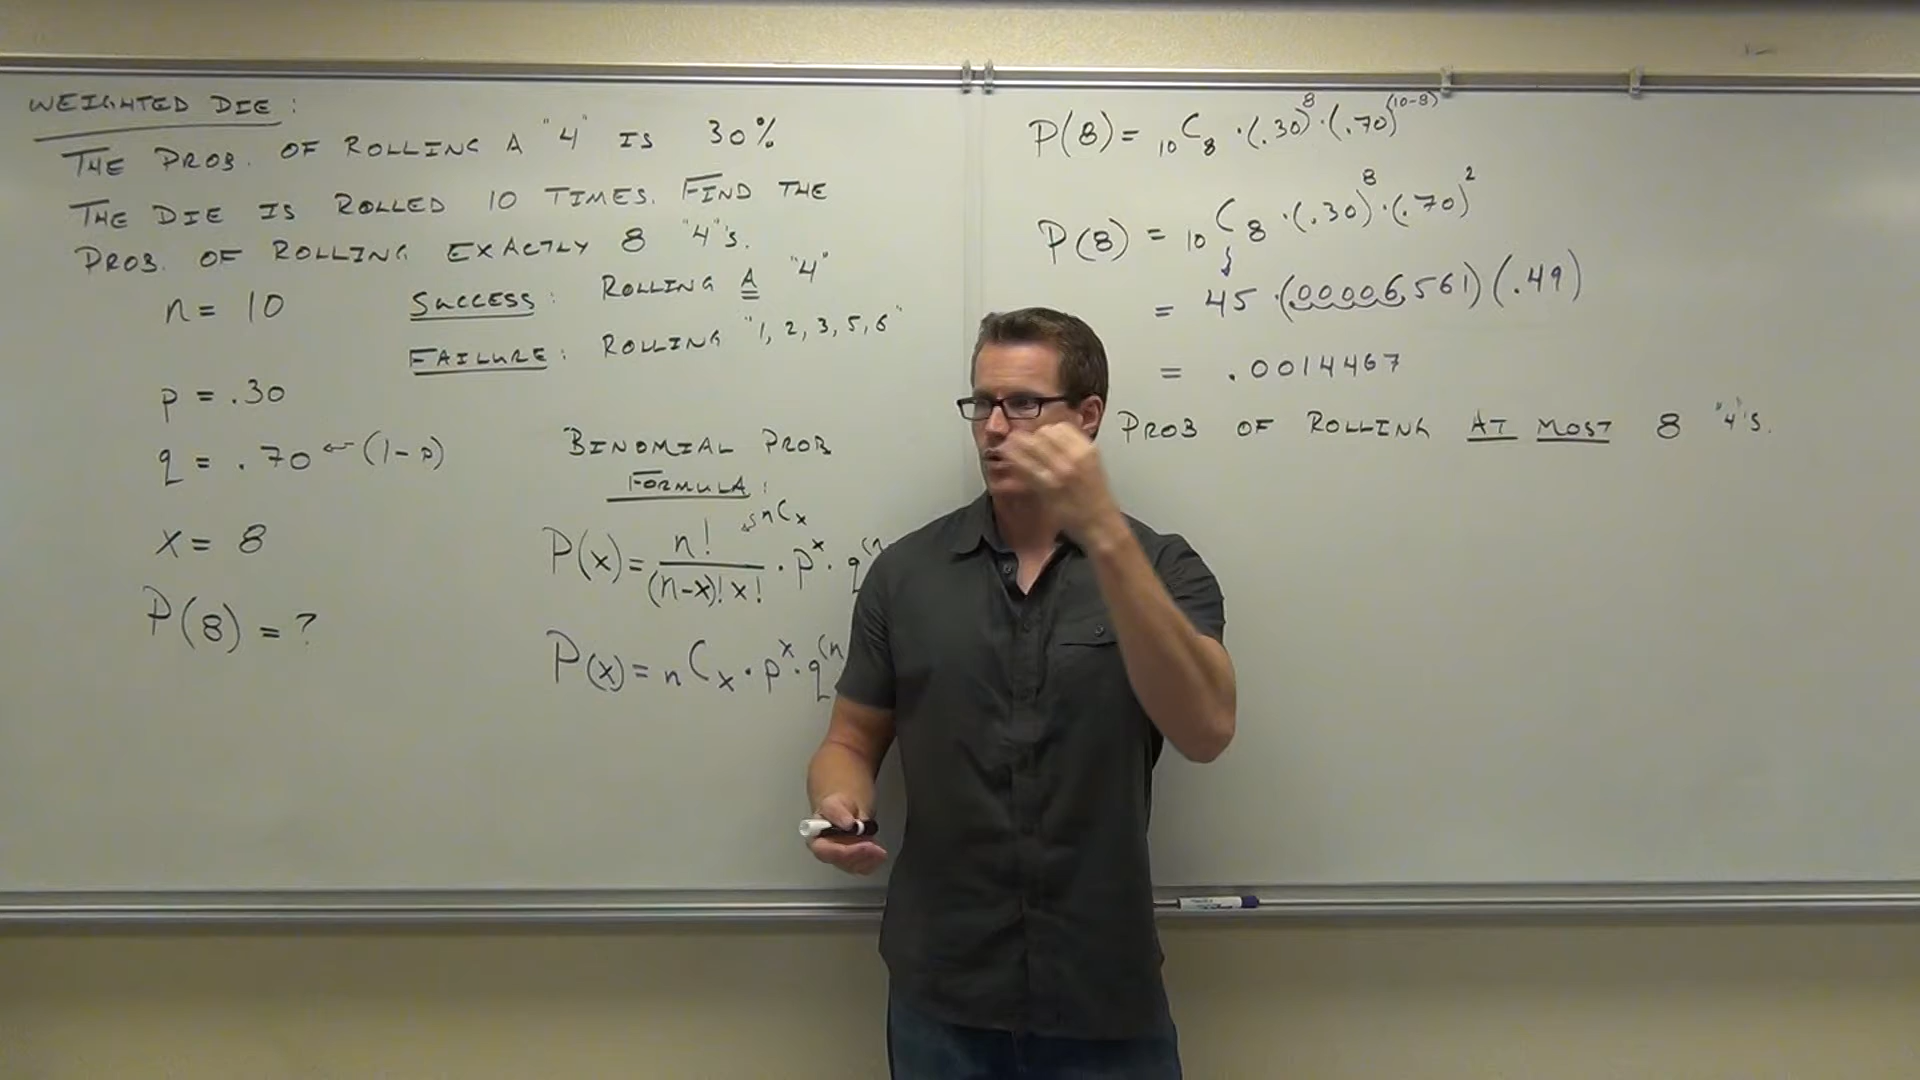 WEIGHTED DIE:
THE PROB. OF ROLLING A "4" IS 30%
THE DIE IS ROLLED 10 TIMES. FIND THE
PROB. OF ROLLING EXACTLY 8 "4"'s.
n = 10
SUCCESS: ROLLING A "4"
FAILURE: ROLLING "1, 2, 3, 5, 6"
p = .30
q = .70 ← (1-p)
x = 8
P(8) = ?
BINOMIAL PROB
FORMULA:
nCx
P(x) = n!/(n-x)!x! · p^x · q^(n
P(x) = nCx · p^x · q^(n
P(8) = 10C8 · (.30)^8 · (.70)^(10-8)
P(8) = 10C8 · (.30)^8 · (.70)^2
= 45 · (.00006561)(.49)
= .0014467
PROB OF ROLLING AT MOST 8 "4"'s.